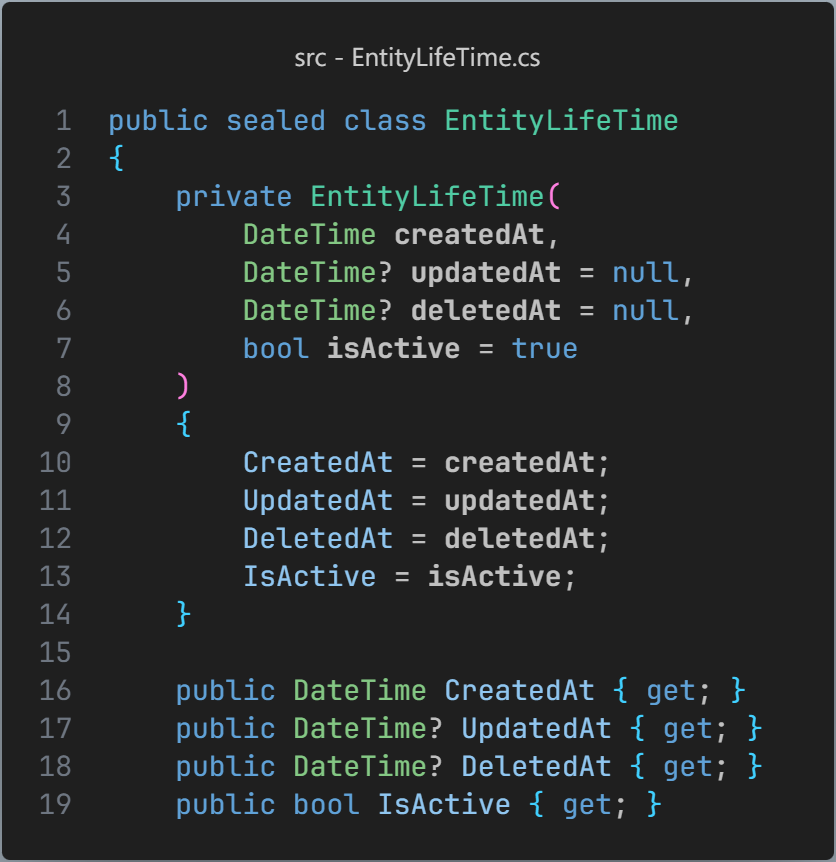 src - EntityLifeTime.cs
1 public sealed class EntityLifeTime
2 {
3     private EntityLifeTime(
4         DateTime createdAt,
5         DateTime? updatedAt = null,
6         DateTime? deletedAt = null,
7         bool isActive = true
8     )
9     {
10         CreatedAt = createdAt;
11         UpdatedAt = updatedAt;
12         DeletedAt = deletedAt;
13         IsActive = isActive;
14     }
15
16     public DateTime CreatedAt { get; }
17     public DateTime? UpdatedAt { get; }
18     public DateTime? DeletedAt { get; }
19     public bool IsActive { get; }